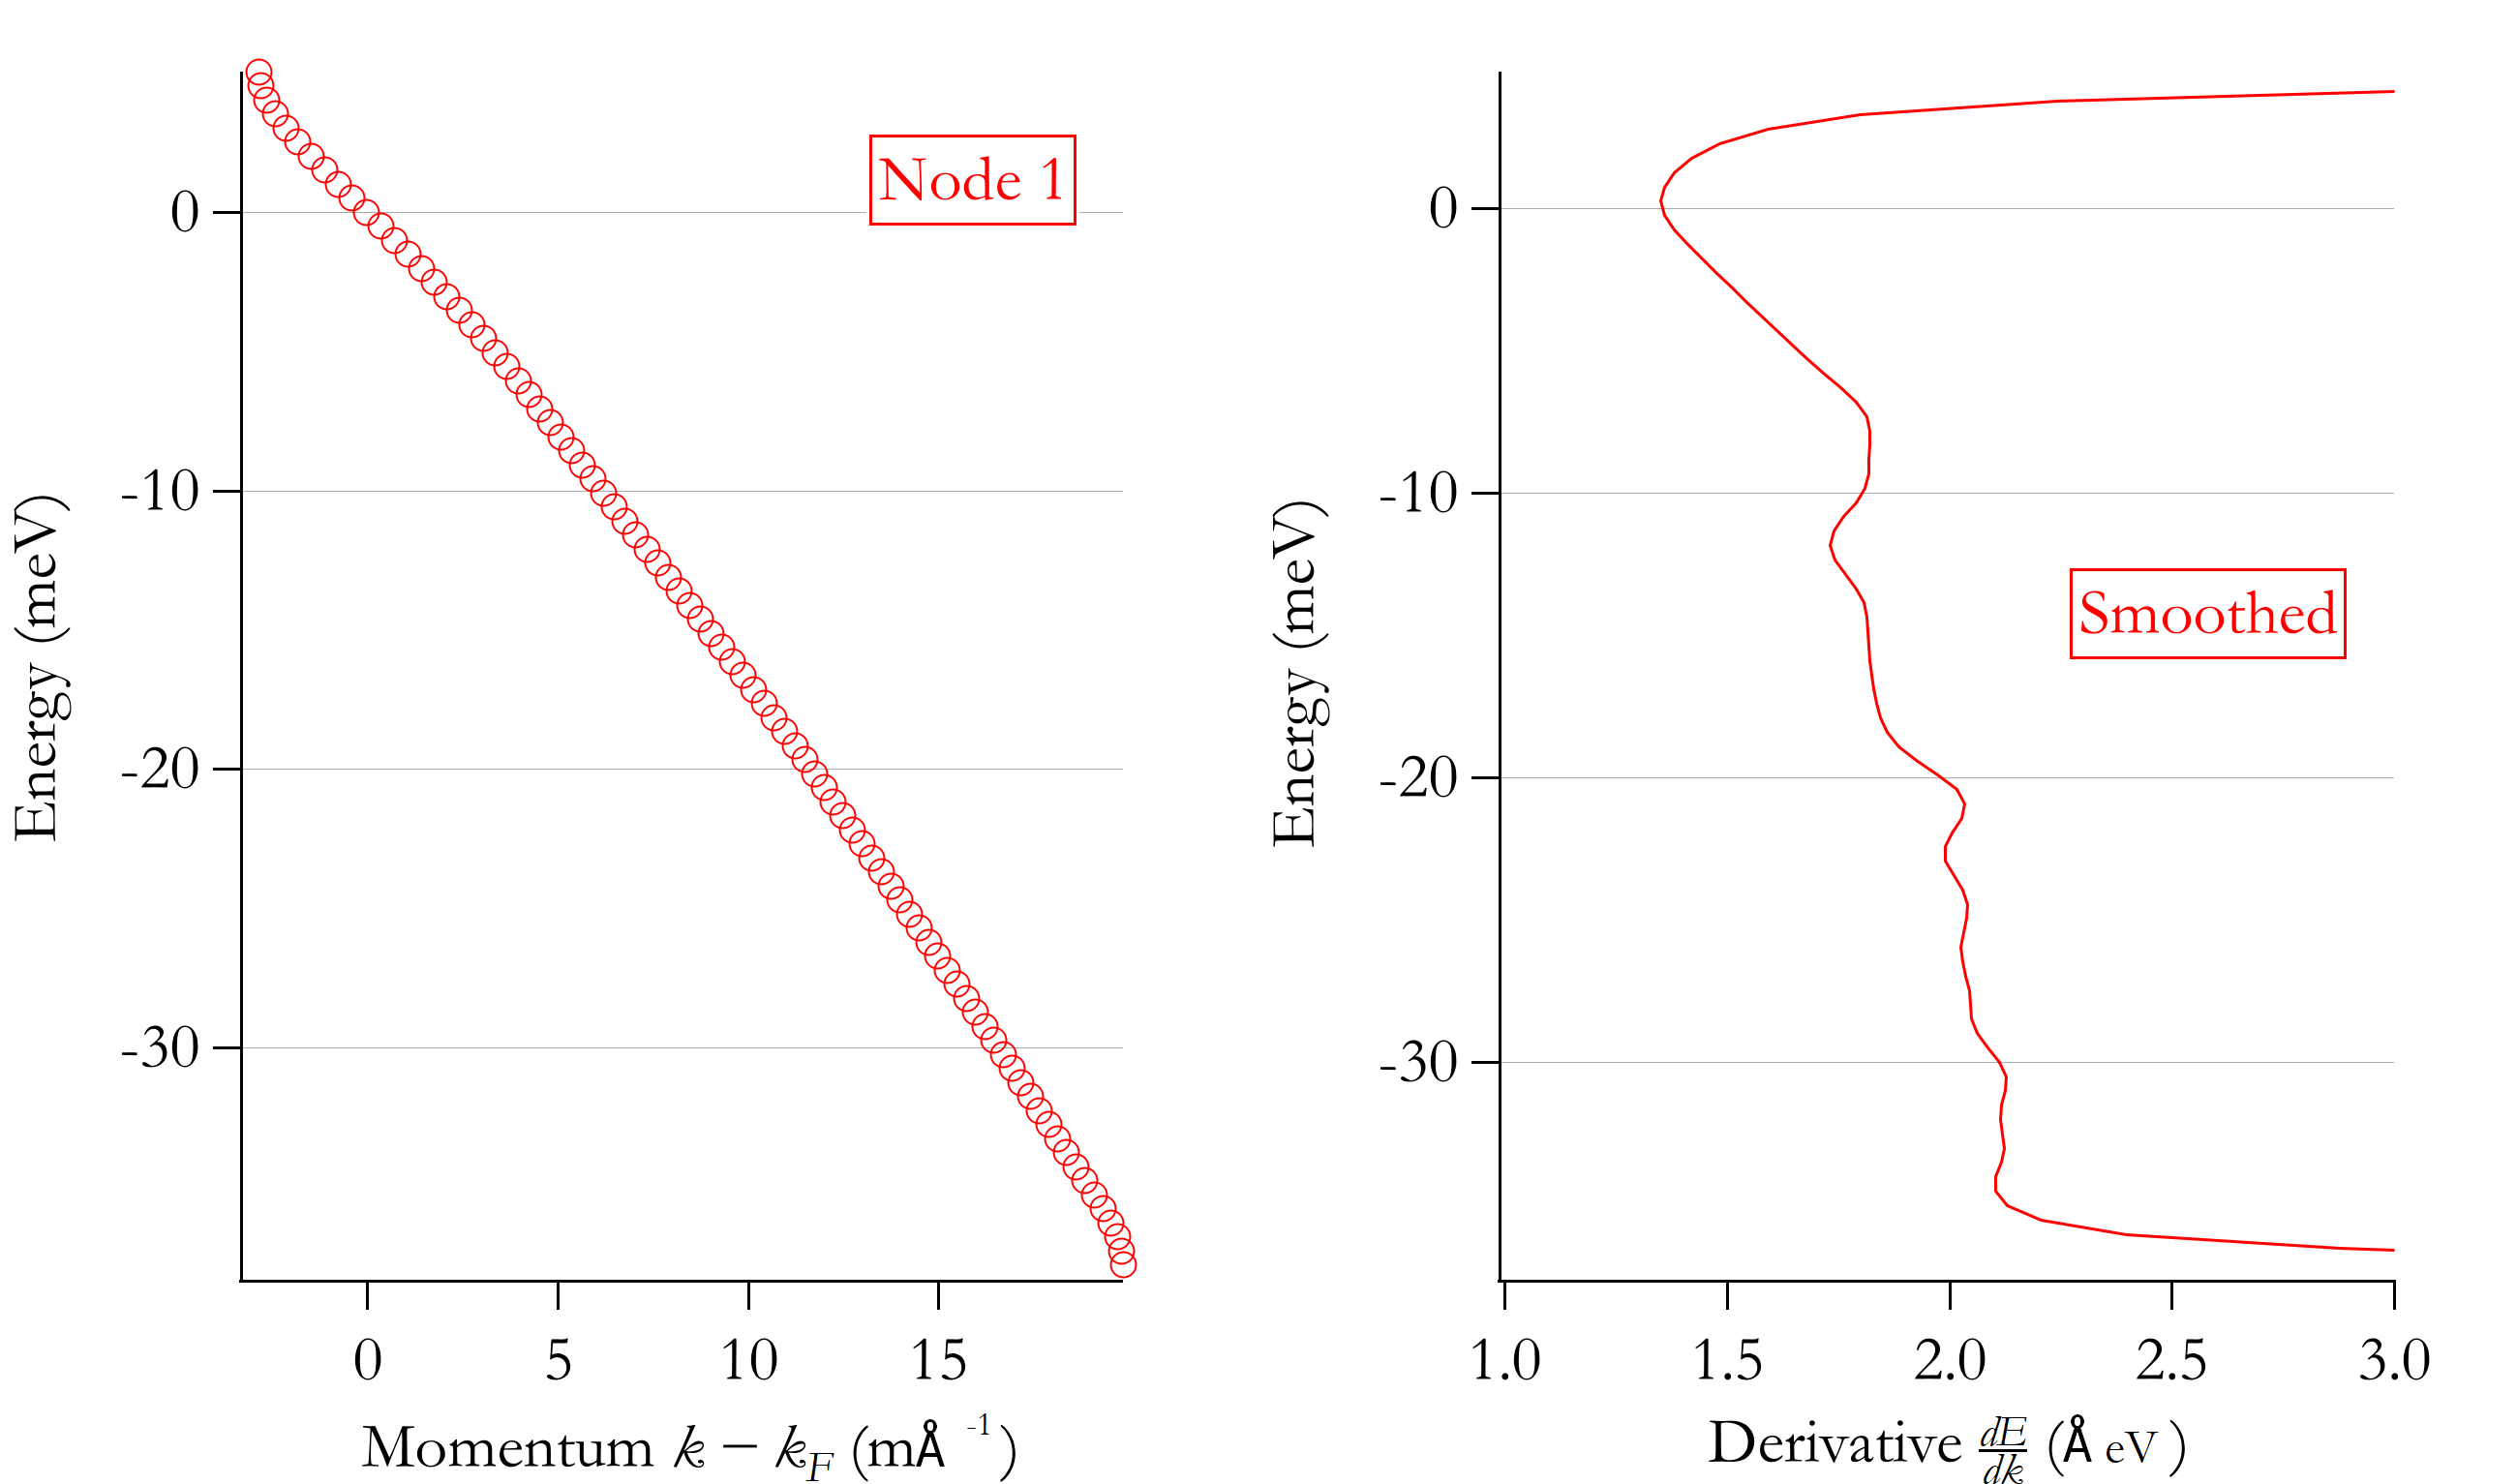 Energy (meV)
0
-10
-20
-30
Node 1
0 5 10 15
Momentum k − k_F (mÅ⁻¹)
Energy (meV)
0
-10
-20
-30
Smoothed
1.0 1.5 2.0 2.5 3.0
Derivative dE/dk (Å eV)